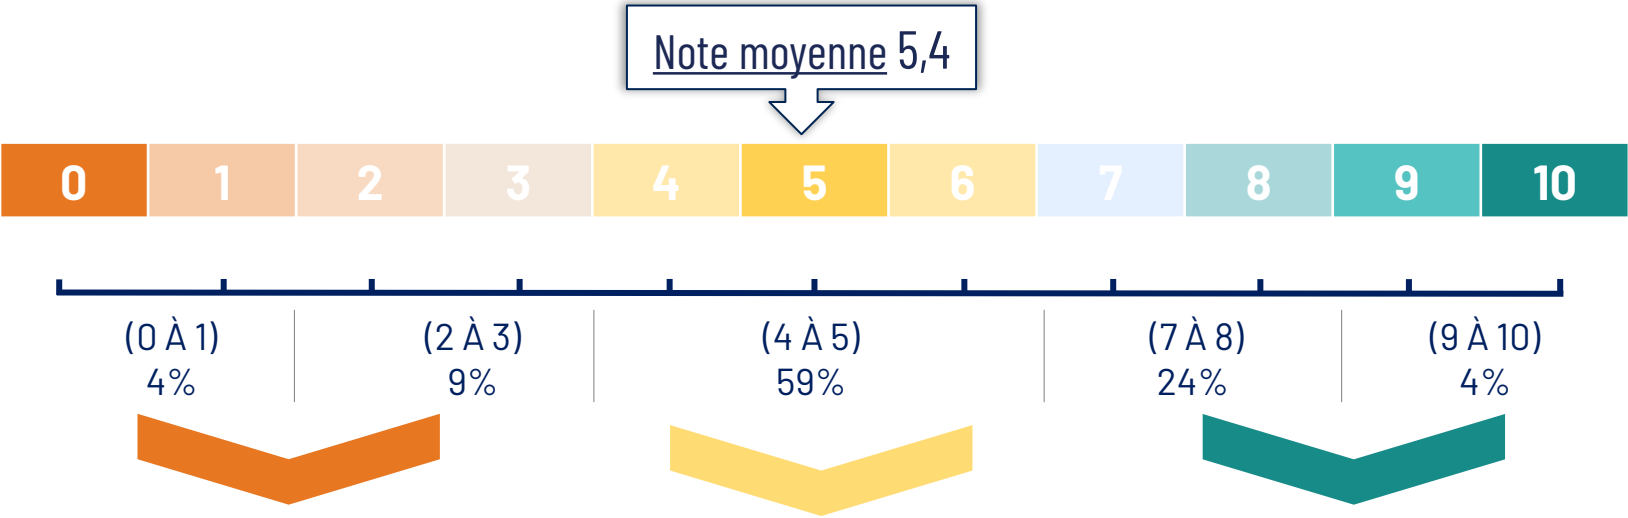 Note moyenne 5,4
0 1 2 3 4 5 6 7 8 9 10
(0 À 1) (2 À 3) (4 À 5) (7 À 8) (9 À 10)
4% 9% 59% 24% 4%